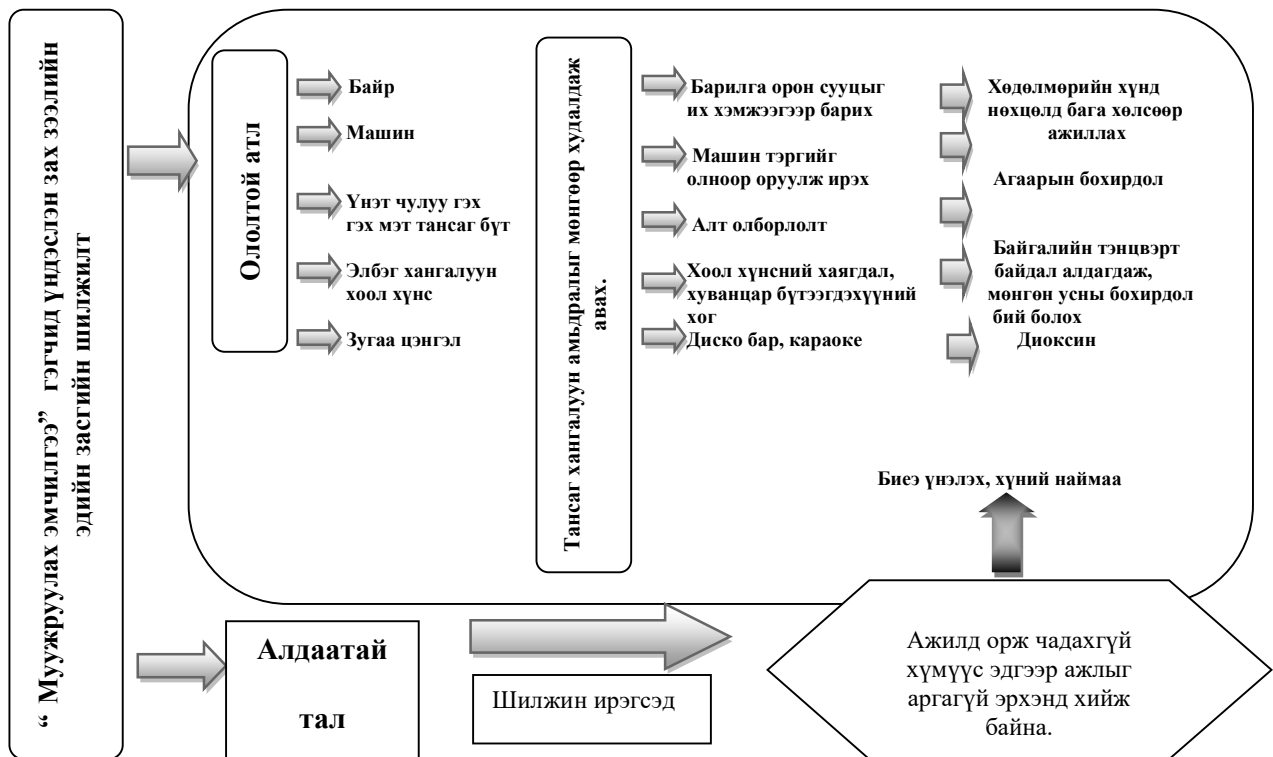 “ Муужруулах эмчилгээ” гэгчид үндэслэн зах зээлийн
эдийн засгийн шилжилт
Ололтой атл
Байр
Машин
Үнэт чулуу гэх
гэх мэт тансаг бүт
Элбэг хангалуун
хоол хүнс
Зугаа цэнгэл
Тансаг хангалуун амьдралыг мөнгөөр худалдаж
авах.
Барилга орон сууцыг
их хэмжээгээр барих
Машин тэргийг
олноор оруулж ирэх
Алт олборлолт
Хоол хүнсний хаягдал,
хуванцар бүтээгдэхүүний
хог
Диско бар, караоке
Хөдөлмөрийн хүнд
нөхцөлд бага хөлсөөр
ажиллах
Агаарын бохирдол
Байгалийн тэнцвэрт
байдал алдагдаж,
мөнгөн усны бохирдол
бий болох
Диоксин
Биеэ үнэлэх, хүний наймаа
Алдаатай
тал
Шилжин ирэгсэд
Ажилд орж чадахгүй
хүмүүс эдгээр ажлыг
аргагүй эрхэнд хийж
байна.